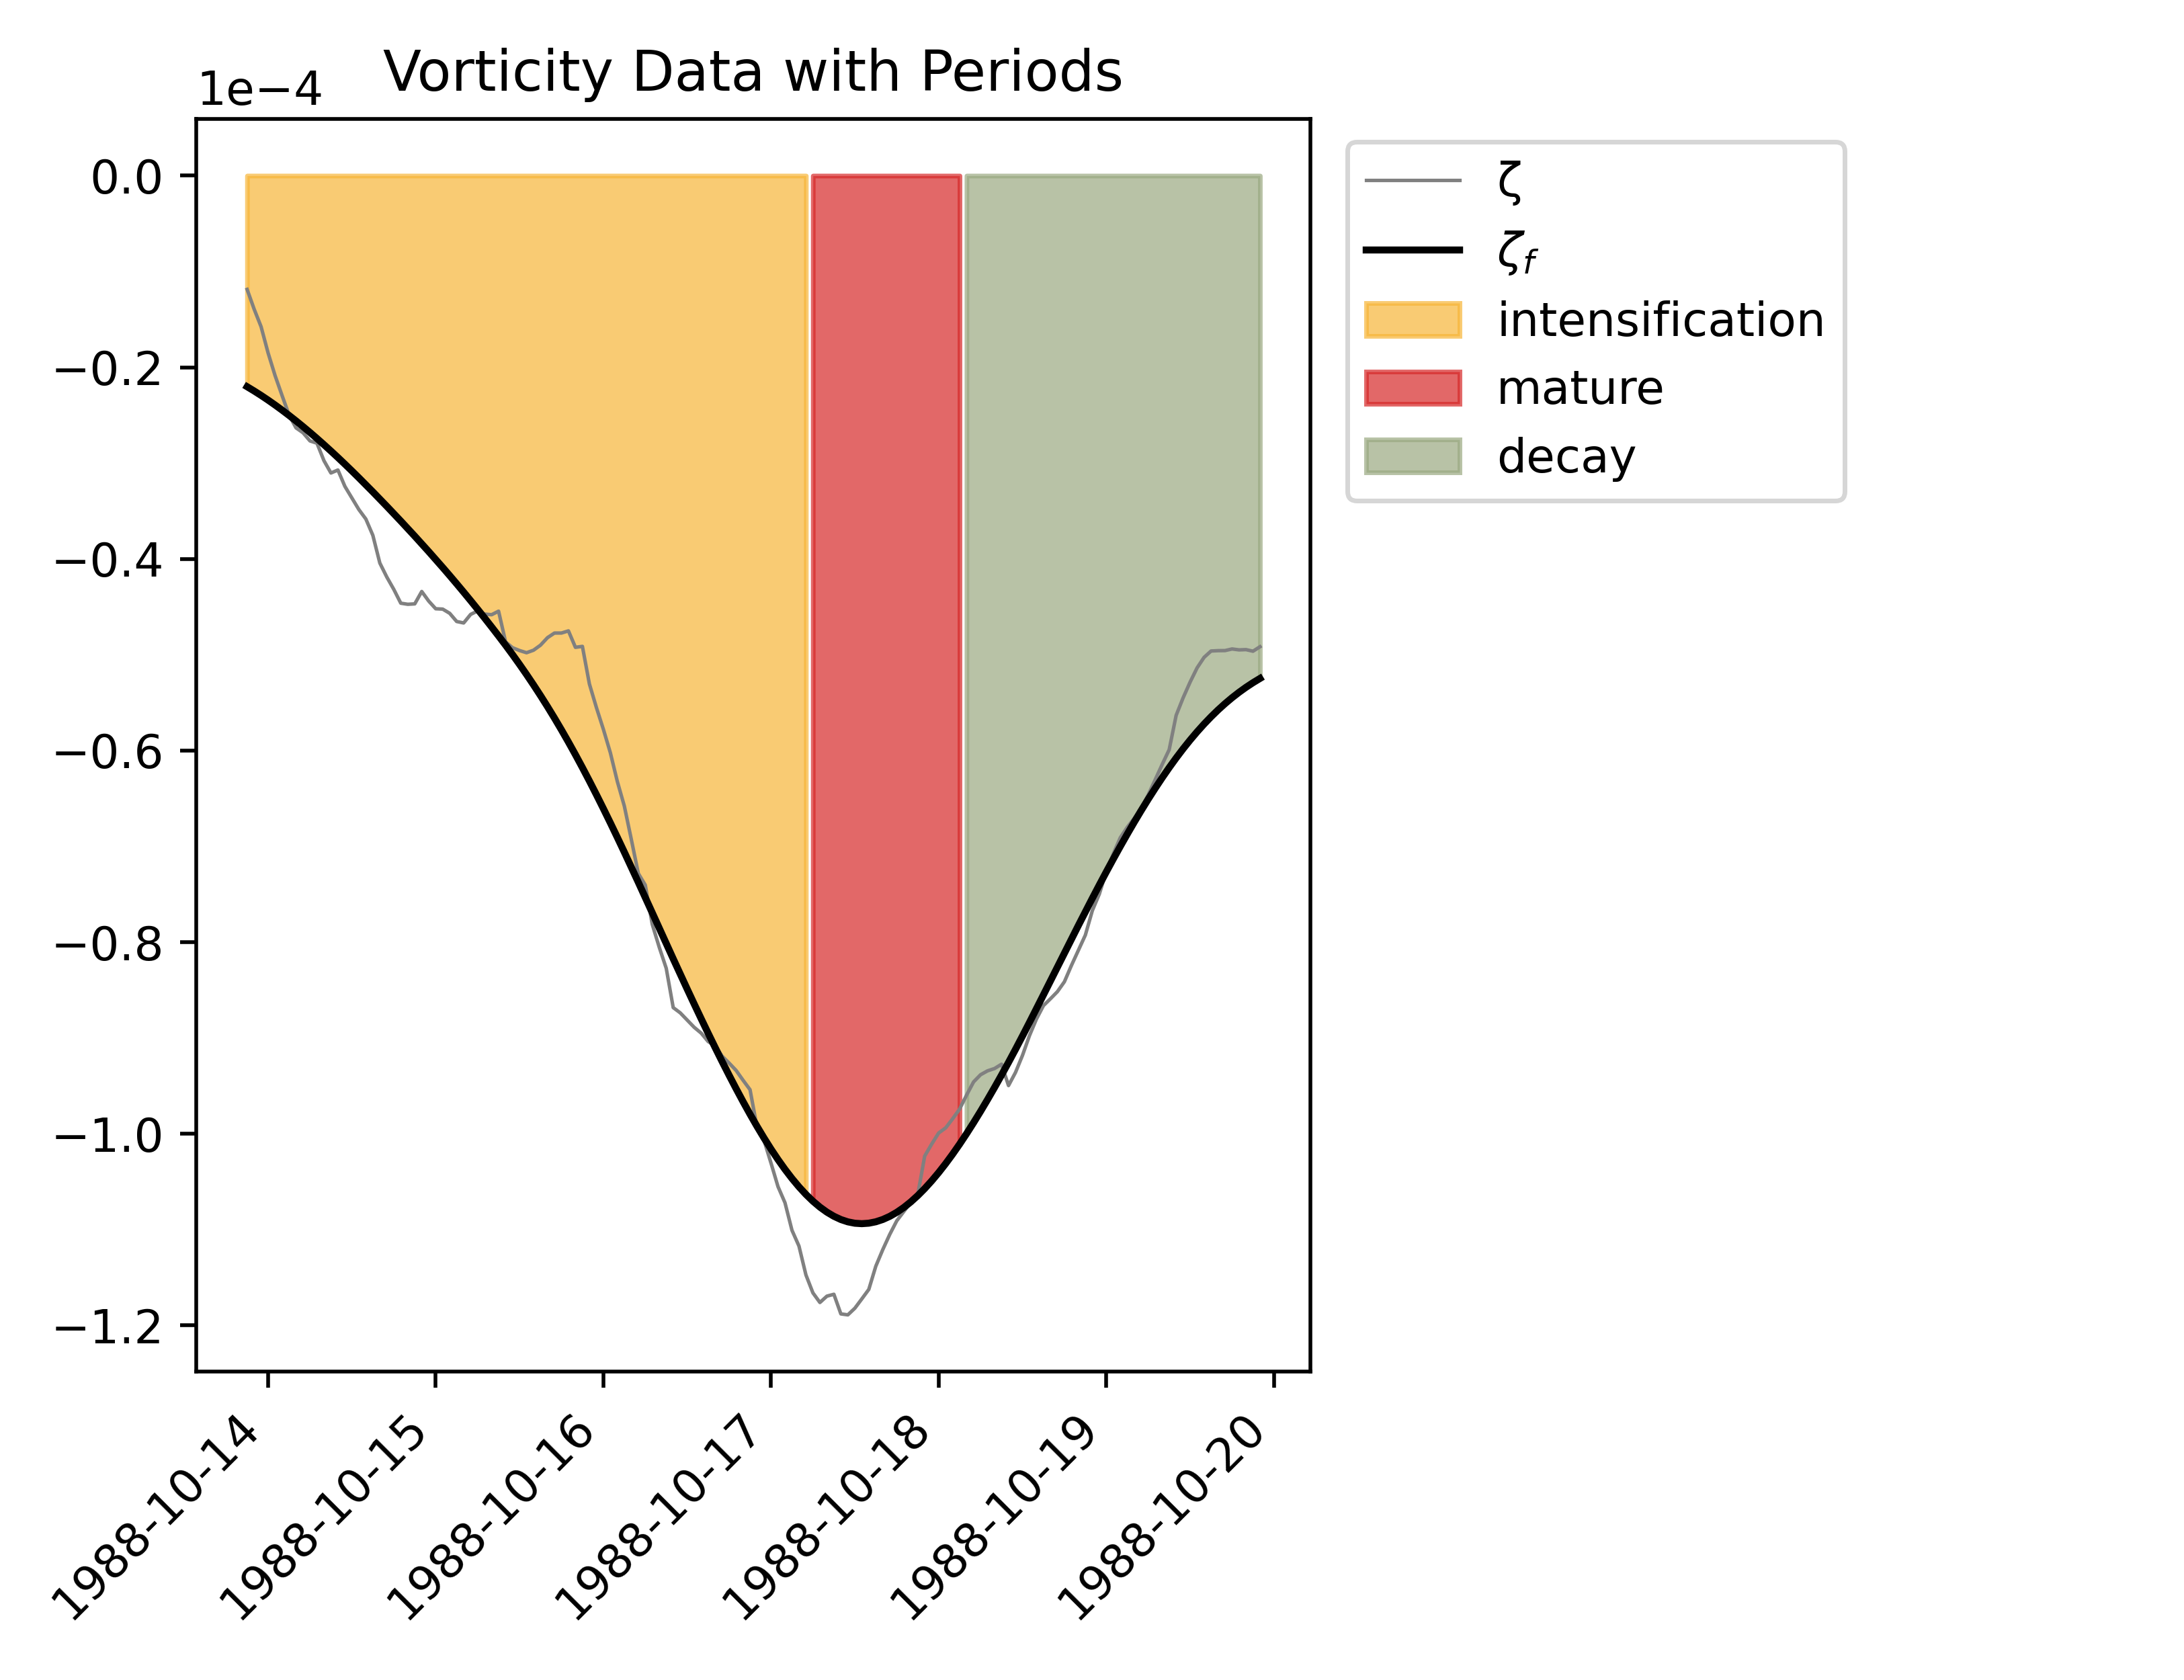 Vorticity Data with Periods
1e−4
0.0
−0.2
−0.4
−0.6
−0.8
−1.0
−1.2
1988-10-14
1988-10-15
1988-10-16
1988-10-17
1988-10-18
1988-10-19
1988-10-20
ζ
ζf
intensification
mature
decay